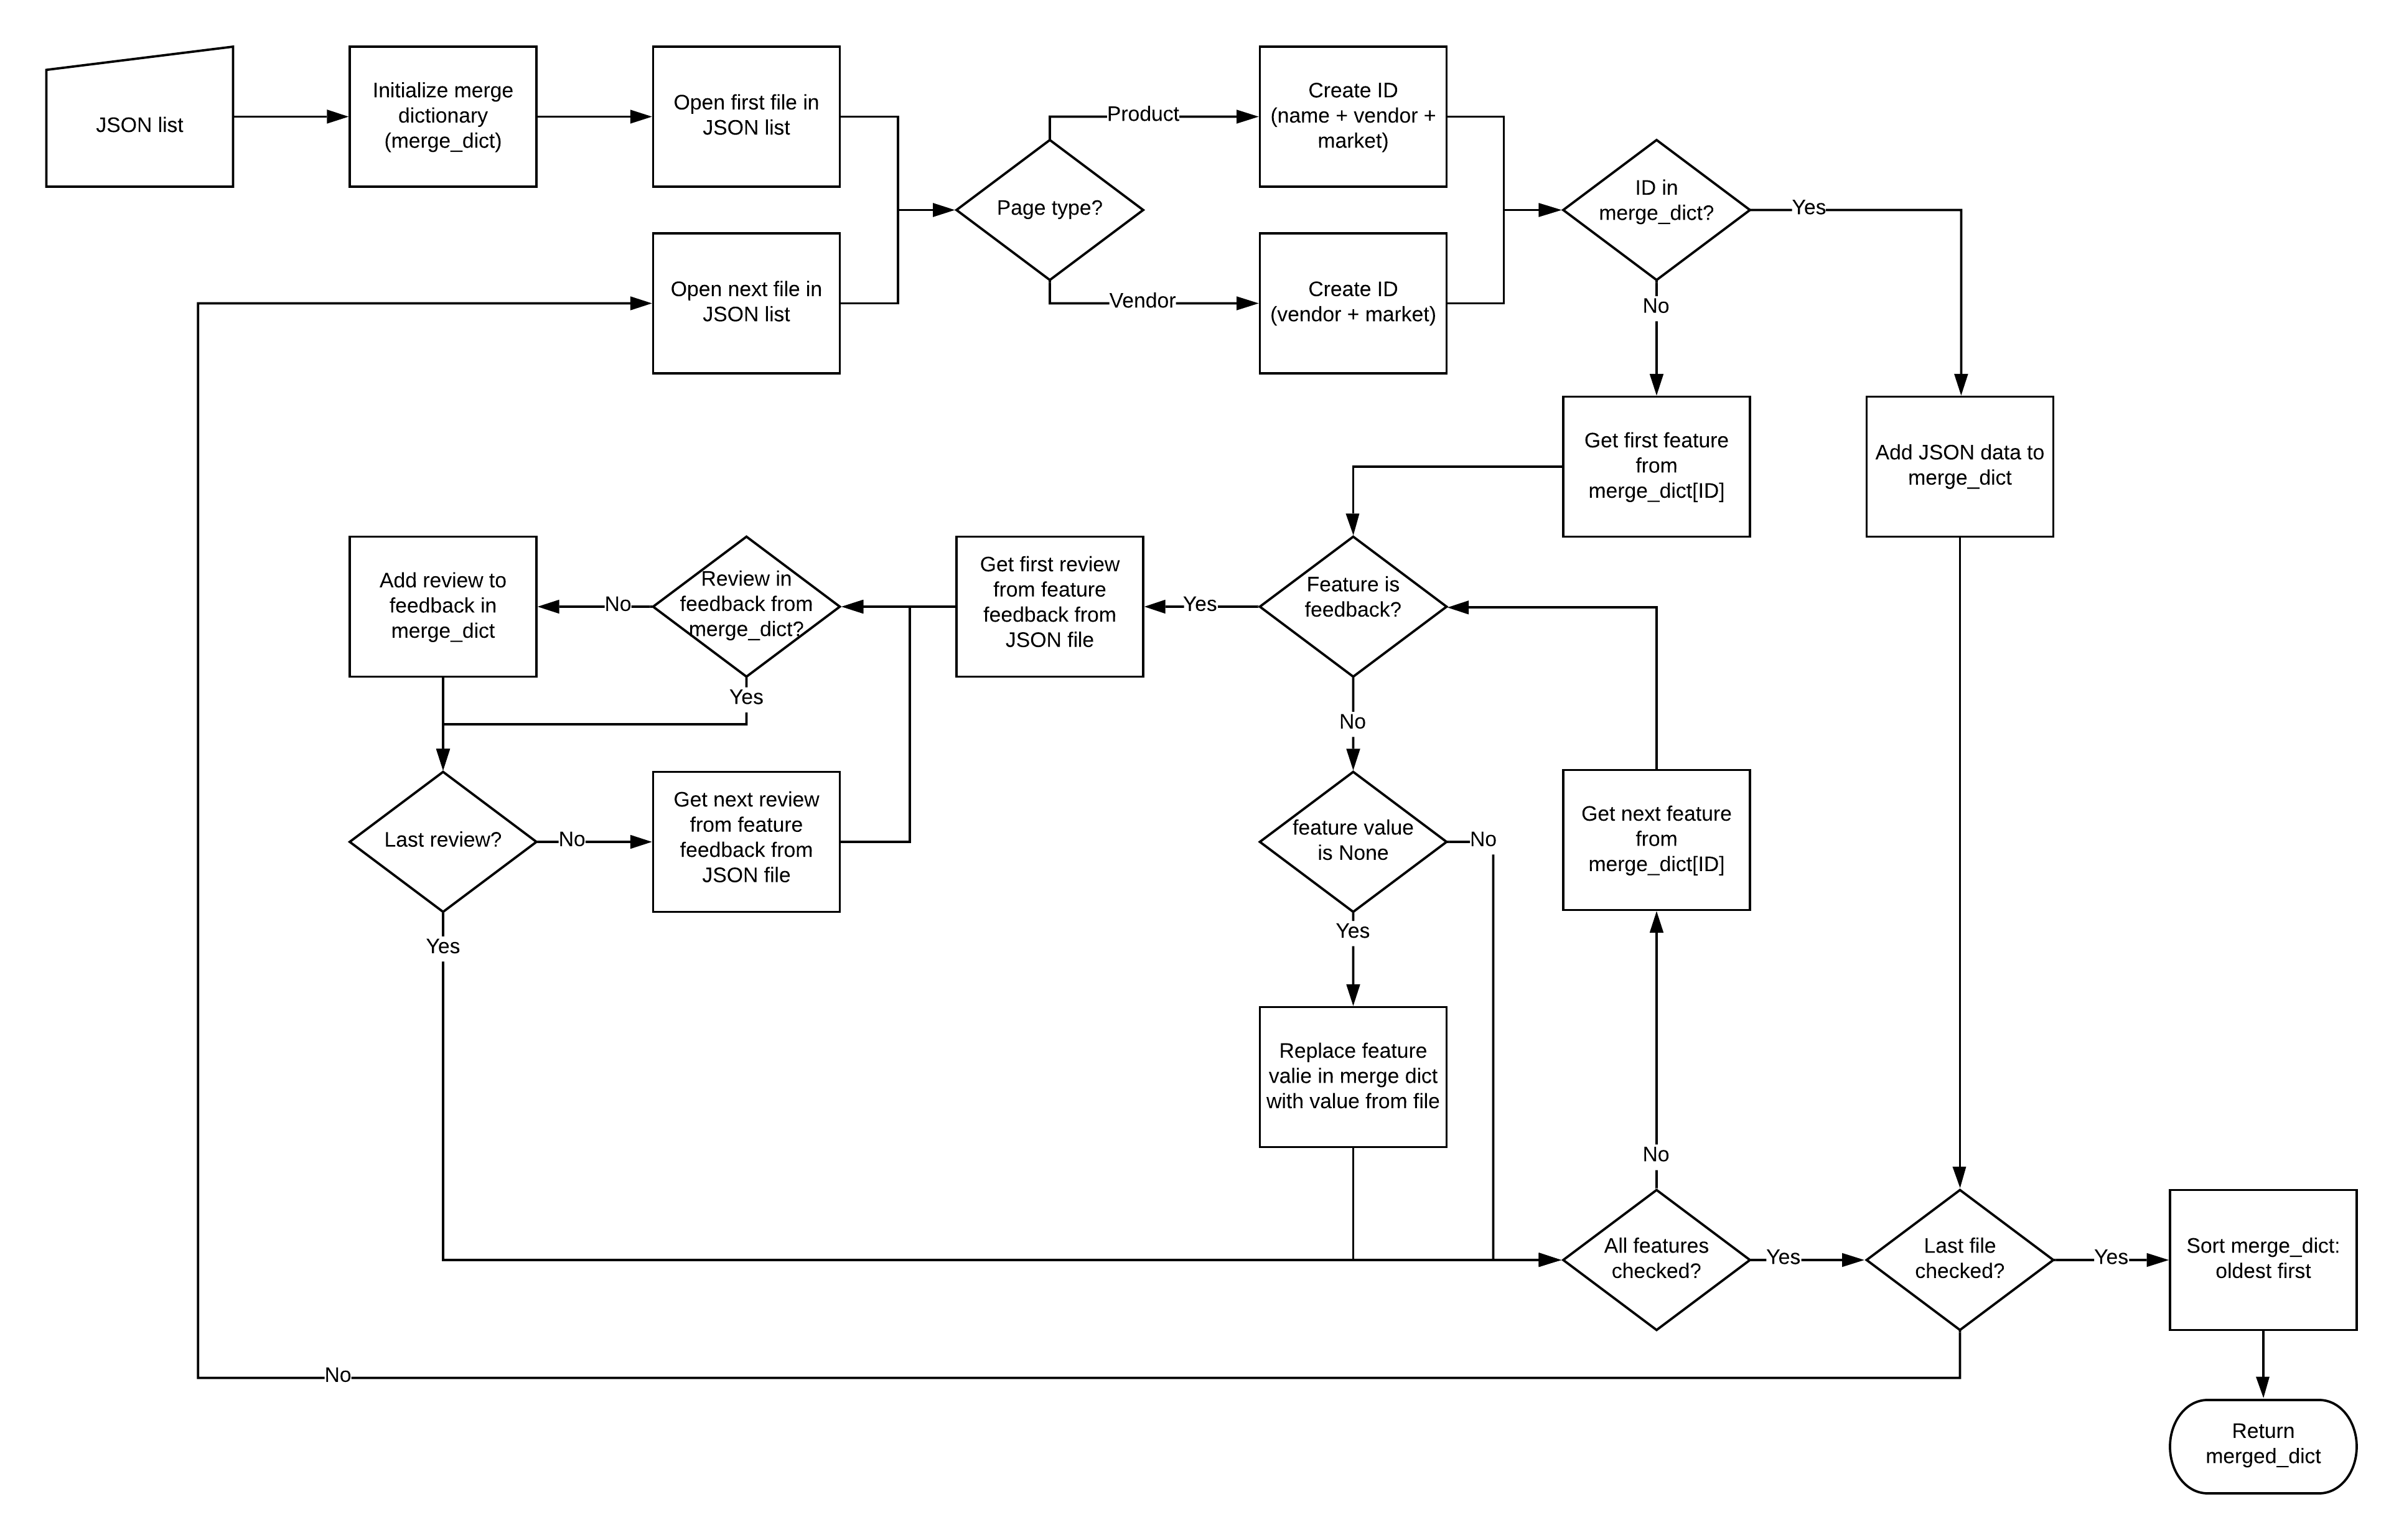 JSON list
Initialize merge
dictionary
(merge_dict)
Open first file in
JSON list
Open next file in
JSON list
Page type?
Product
Vendor
Create ID
(name + vendor +
market)
Create ID
(vendor + market)
ID in
merge_dict?
Yes
No
Get first feature
from
merge_dict[ID]
Add JSON data to
merge_dict
Feature is
feedback?
Yes
Get first review
from feature
feedback from
JSON file
Review in
feedback from
merge_dict?
No
Add review to
feedback in
merge_dict
Yes
Last review?
No
Get next review
from feature
feedback from
JSON file
Yes
No
feature value
is None
No
Yes
Replace feature
valie in merge dict
with value from file
Get next feature
from
merge_dict[ID]
No
All features
checked?
Yes
Last file
checked?
Yes
Sort merge_dict:
oldest first
No
Return
merged_dict